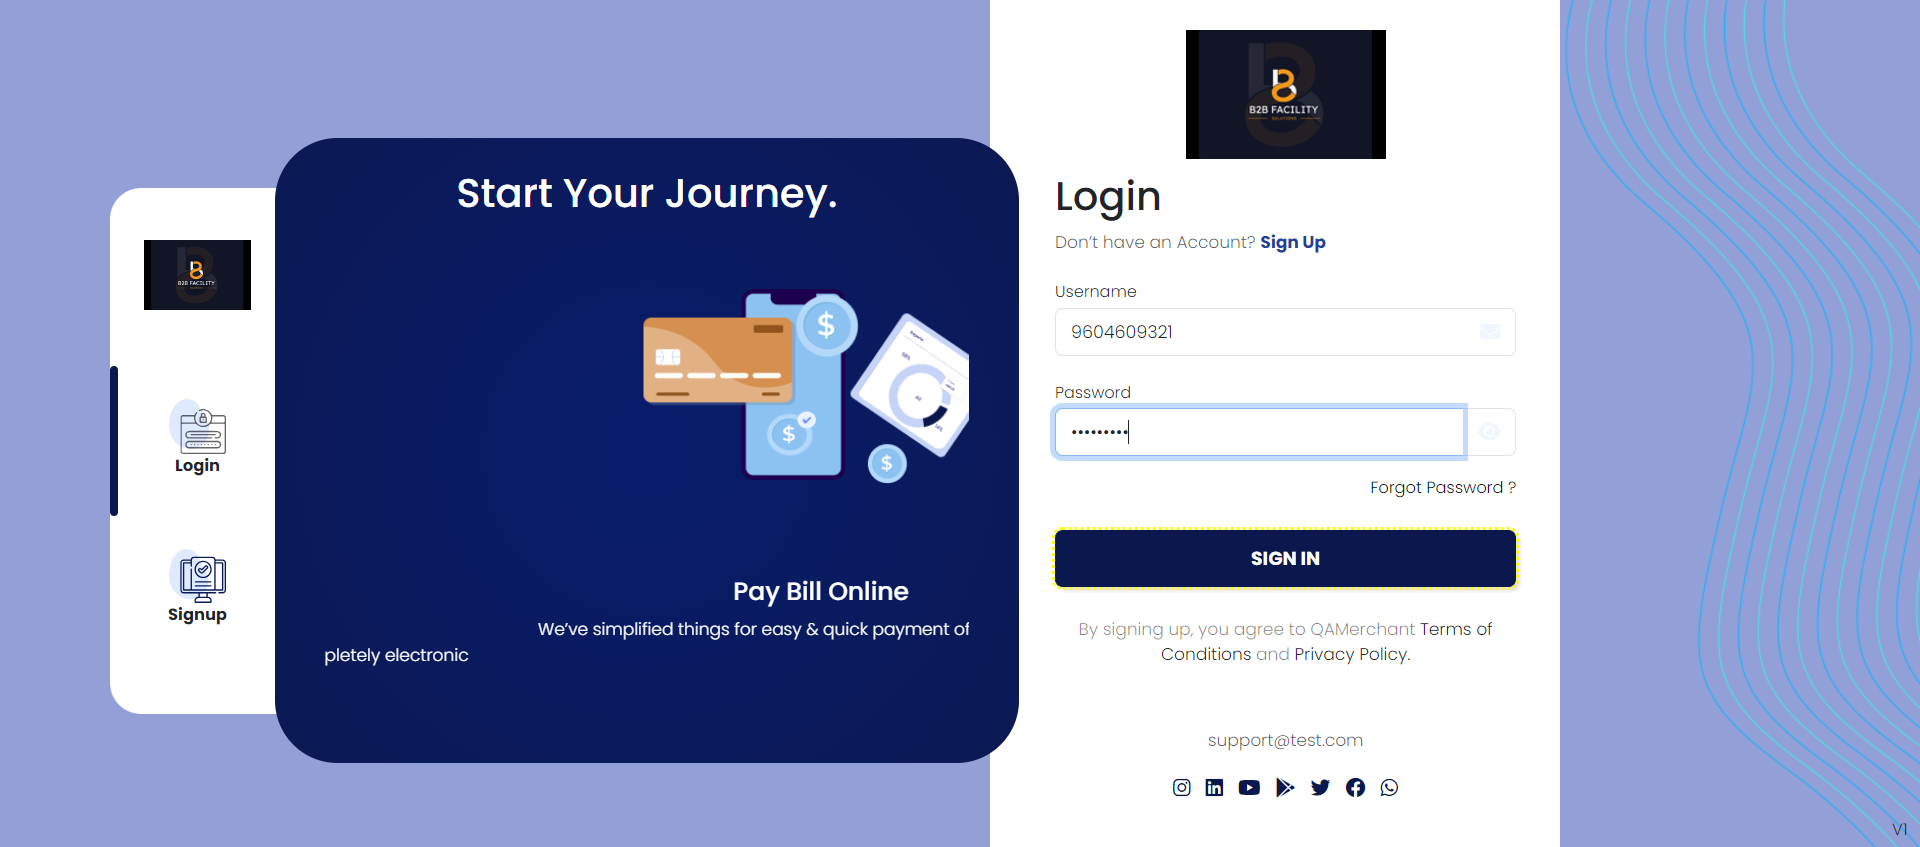 B2B FACILITY
Login
Signup
Start Your Journey.
Pay Bill Online
We've simplified things for easy & quick payment of
pletely electronic
B2B FACILITY
SOLUTIONS
Login
Don't have an Account? Sign Up
Username
9604609321
Password
•••••••••
Forgot Password ?
SIGN IN
By signing up, you agree to QAMerchant Terms of
Conditions and Privacy Policy.
support@test.com
V1